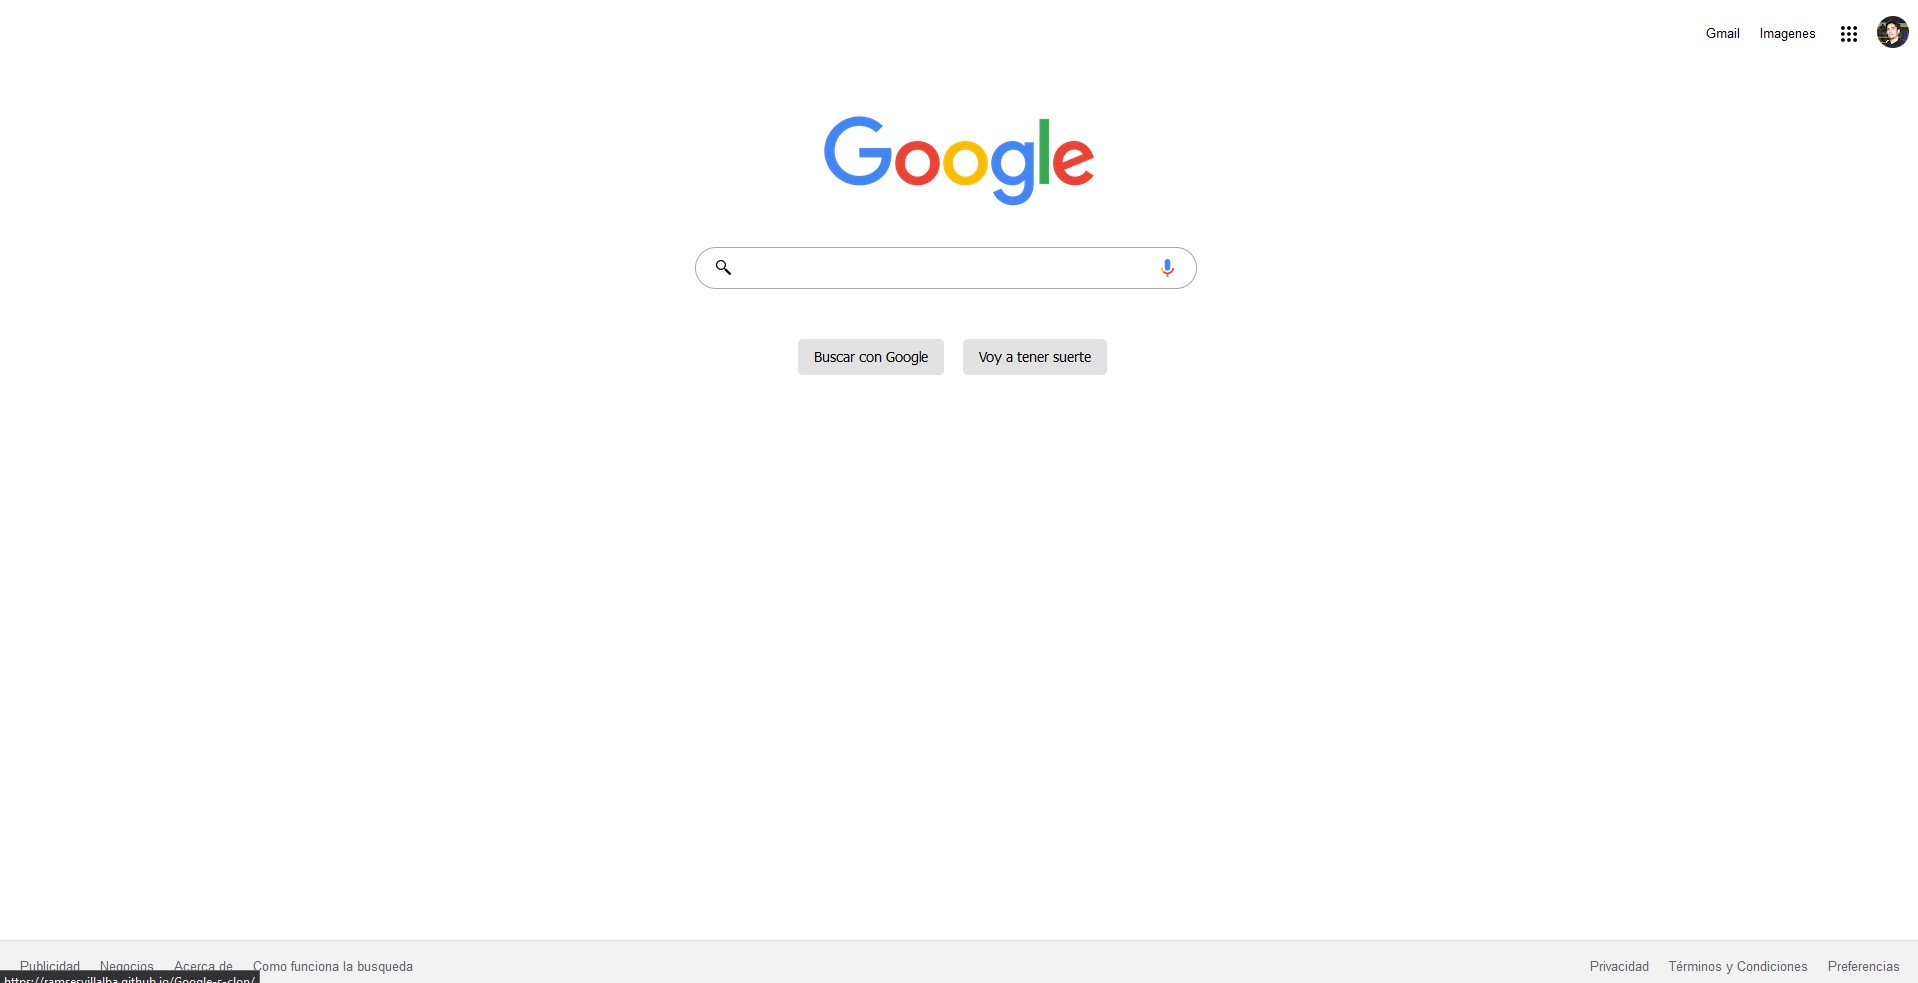 Gmail Imagenes
Google
Buscar con Google Voy a tener suerte
Publicidad Negocios Acerca de Como funciona la busqueda Privacidad Términos y Condiciones Preferencias
https://ramsesvillalba.github.io/Google-s-clon/